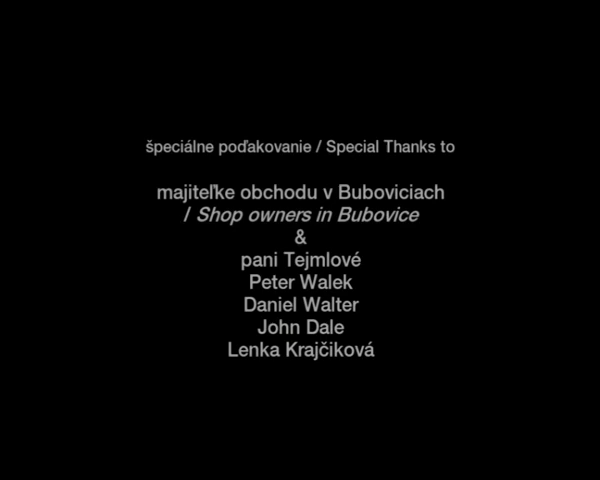 špeciálne poďakovanie / Special Thanks to
majiteľke obchodu v Buboviciach
/ Shop owners in Bubovice
&
pani Tejmlové
Peter Walek
Daniel Walter
John Dale
Lenka Krajčiková